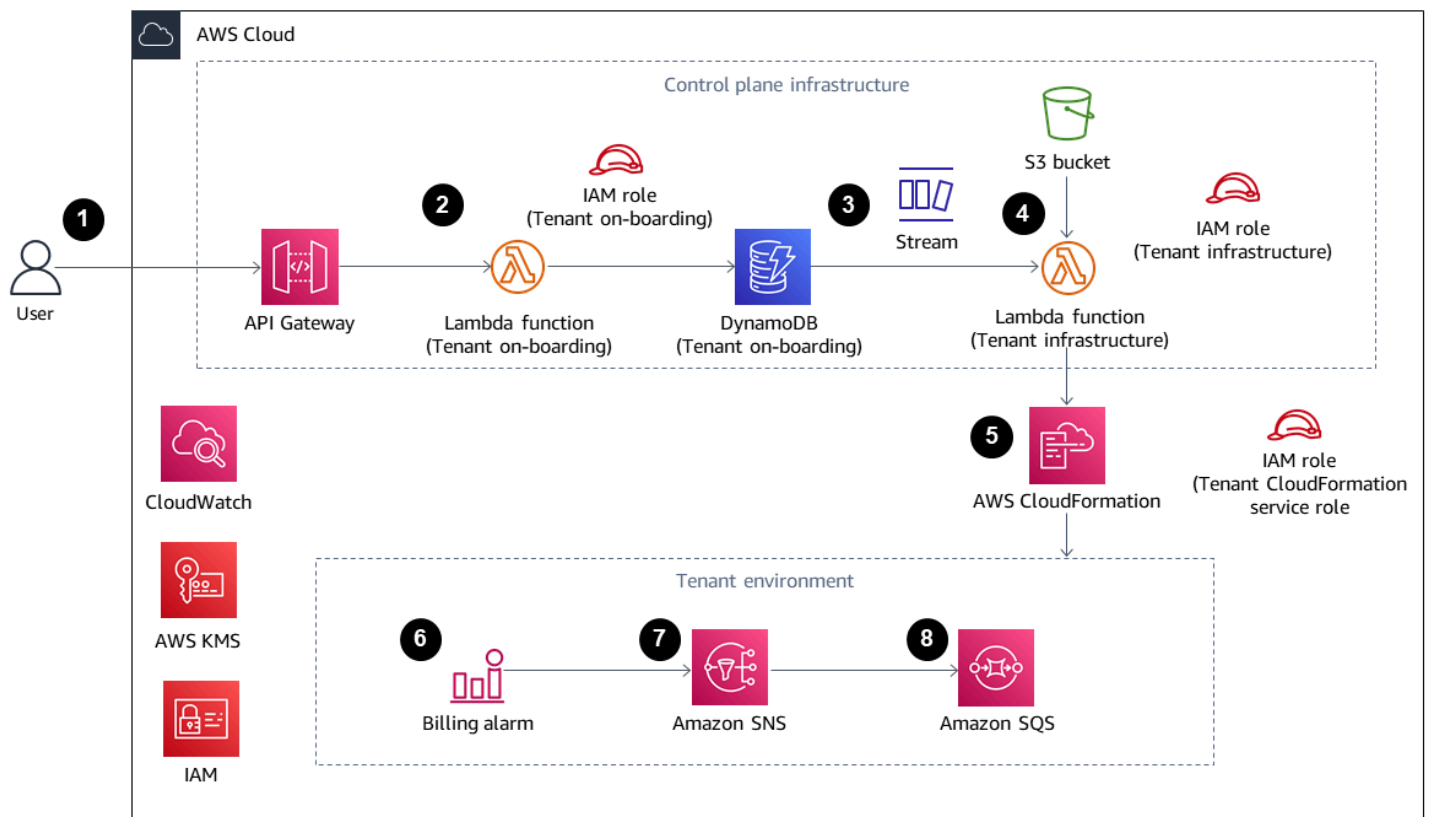 AWS Cloud
Control plane infrastructure
S3 bucket
IAM role
(Tenant on-boarding)
IAM role
(Tenant infrastructure)
Stream
1
2
3
4
User
API Gateway
Lambda function
(Tenant on-boarding)
DynamoDB
(Tenant on-boarding)
Lambda function
(Tenant infrastructure)
5
AWS CloudFormation
IAM role
(Tenant CloudFormation
service role
CloudWatch
AWS KMS
IAM
Tenant environment
6
7
8
Billing alarm
Amazon SNS
Amazon SQS